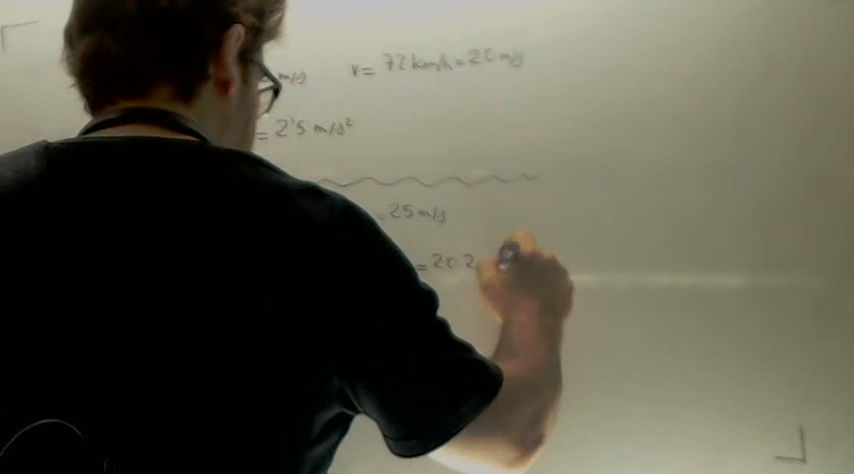 m/s v = 72 km/h = 20 m/s
= 2'5 m/s²
= 25 m/s
= 20 2